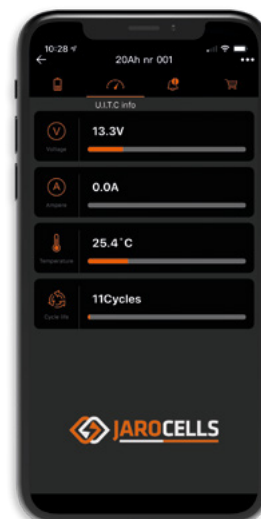 10:28
20Ah nr 001
U.I.T.C info
V
13.3V
Voltage
A
0.0A
Ampere
25.4°C
Temperature
11Cycles
Cycle life
JAROCELLS